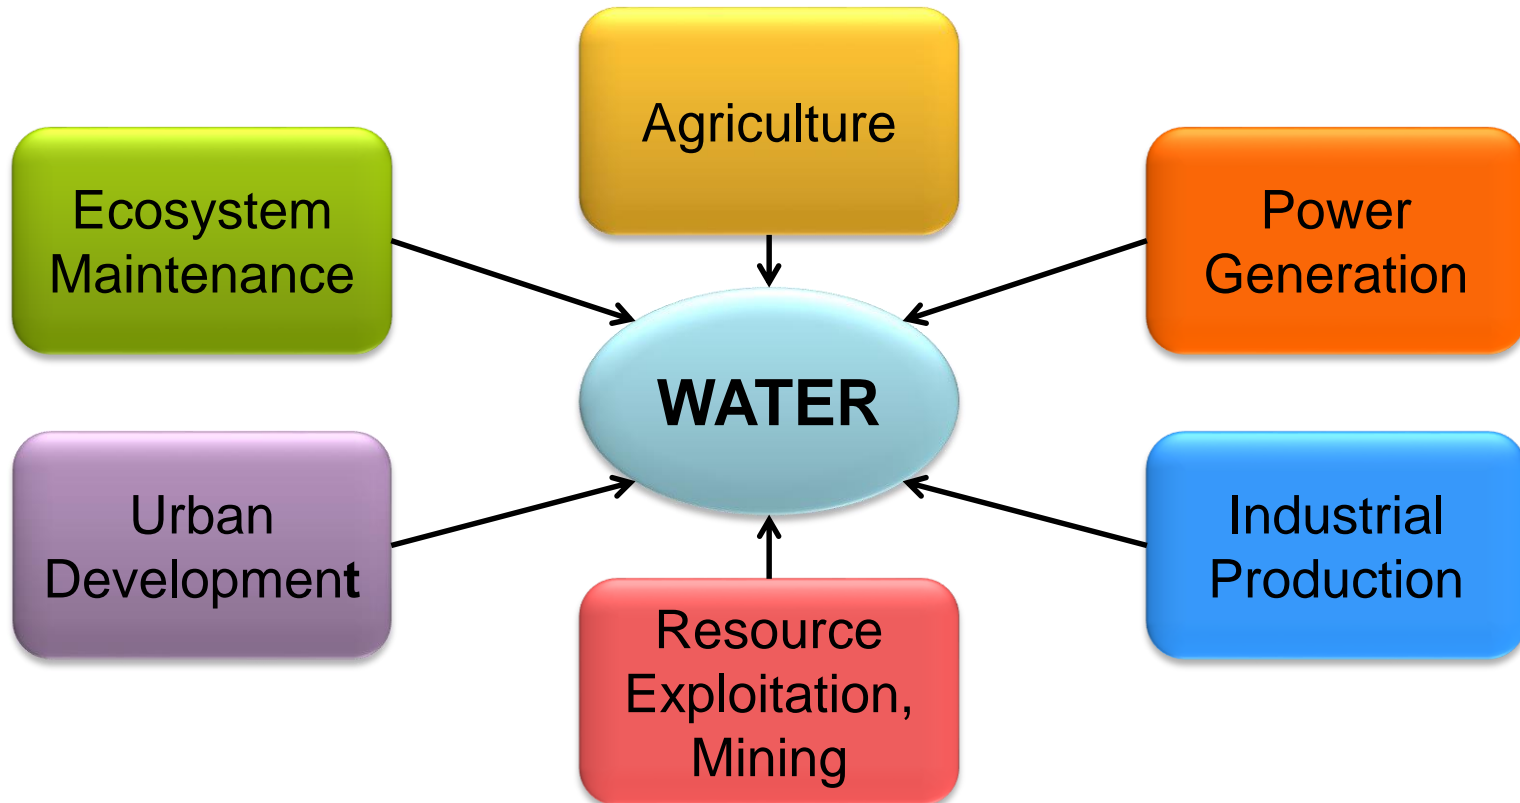 Agriculture
Ecosystem
Maintenance
Power
Generation
WATER
Urban
Development
Industrial
Production
Resource
Exploitation,
Mining